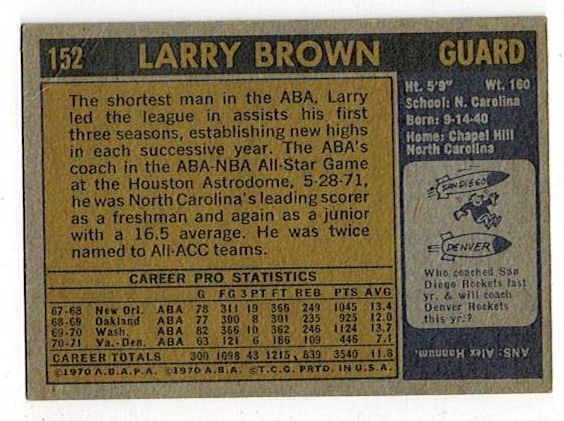 152 LARRY BROWN GUARD
The shortest man in the ABA, Larry
led the league in assists his first
three seasons, establishing new highs
in each successive year. The ABA's
coach in the ABA-NBA All-Star Game
at the Houston Astrodome, 5-28-71,
he was North Carolina's leading scorer
as a freshman and again as a junior
with a 16.5 average. He was twice
named to All-ACC teams.
Ht. 5'9" Wt. 160
School: N. Carolina
Born: 9-14-40
Home: Chapel Hill
North Carolina
SAN DIEGO
DENVER
Who coached San
Diego Rockets last
yr. & will coach
Denver Rockets
this yr.?
ANS: Alex Hannum.
CAREER PRO STATISTICS
G FG 3 PT FT REB PTS AVG
67-68 New Orl. ABA 78 311 19 366 249 1045 13.4
68-69 Oakland ABA 77 300 8 301 235 925 12.0
69-70 Wash. ABA 82 366 10 362 246 1124 13.7
70-71 Va.-Den. ABA 63 121 6 186 109 446 7.1
CAREER TOTALS 300 1098 43 1215 839 3540 11.8
©1970 A.B.A.P.A. ©1970 A.B.A. ©T.C.G. PRTD. IN U.S.A.